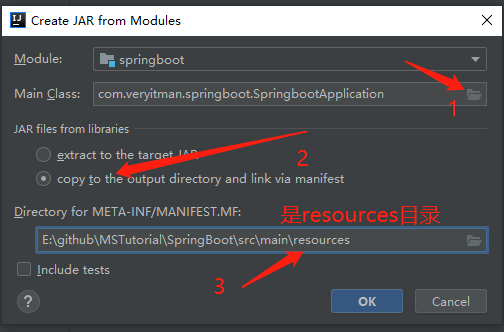 Create JAR from Modules
Module:
springboot
Main Class:
com.veryitman.springboot.SpringbootApplication
1
JAR files from libraries
extract to the target JAR
2
copy to the output directory and link via manifest
Directory for META-INF/MANIFEST.MF:
是resources目录
E:\github\MSTutorial\SpringBoot\src\main\resources
Include tests
3
?
OK
Cancel